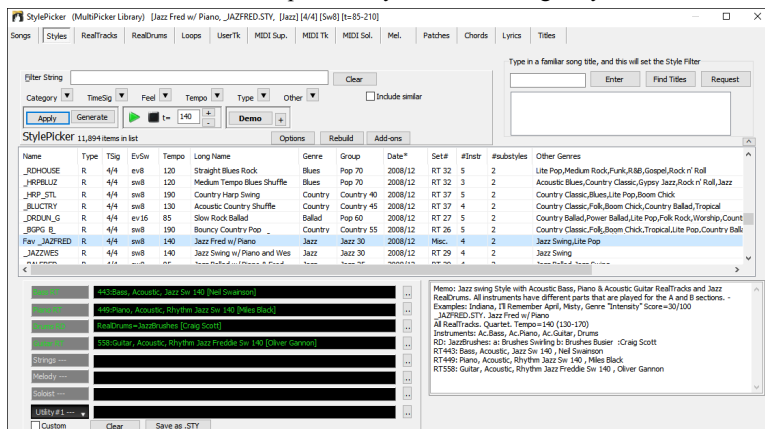 StylePicker (MultiPicker Library) [Jazz Fred w/ Piano, _JAZFRED.STY, [Jazz] [4/4] [Sw8] [t=85-210]
Songs Styles RealTracks RealDrums Loops UserTk MIDI Sup. MIDI Tk MIDI Sol. Mel. Patches Chords Lyrics Titles
Type in a familiar song title, and this will set the Style Filter
Filter String Clear Enter Find Titles Request
Category TimeSig Feel Tempo Type Other Include similar
Apply Generate t= 140 + - Demo +
StylePicker 11,894 items in list Options Rebuild Add-ons
Name Type TSig EvSw Tempo Long Name Genre Group Date* Set# #Instr #substyles Other Genres
_RDHOUSE R 4/4 ev8 120 Straight Blues Rock Blues Pop 70 2008/12 RT 32 5 2 Lite Pop,Medium Rock,Funk,R&B,Gospel,Rock n' Roll
_HRPBLUZ R 4/4 sw8 120 Medium Tempo Blues Shuffle Blues Pop 70 2008/12 RT 32 3 2 Acoustic Blues,Country Classic,Gypsy Jazz,Rock n' Roll,Jazz
_HRP_STL R 4/4 sw8 190 Country Harp Swing Country Country 40 2008/12 RT 37 5 2 Country Classic,Blues,Lite Pop,Boom Chick
_BLUCTRY R 4/4 sw8 130 Acoustic Country Shuffle Country Country 45 2008/12 RT 37 4 2 Country Classic,Folk,Boom Chick,Country Ballad,Tropical
_DRDUN_G R 4/4 ev16 85 Slow Rock Ballad Ballad Pop 60 2008/12 RT 27 5 2 Country Ballad,Power Ballad,Lite Pop,Folk Rock,Worship,Count
_BGPG B_ R 4/4 sw8 190 Bouncy Country Pop _ Country Country 55 2008/12 RT 26 5 2 Country Classic,Folk,Boom Chick,Tropical,Lite Pop,Country Balla
Fav _JAZFRED R 4/4 sw8 140 Jazz Fred w/ Piano Jazz Jazz 30 2008/12 Misc. 4 2 Jazz Swing,Lite Pop
_JAZZWES R 4/4 sw8 140 Jazz Swing w/ Piano and Wes Jazz Jazz 30 2008/12 RT 29 4 2 Jazz Swing
443:Bass, Acoustic, Jazz Sw 140 [Neil Swainson] ..
449:Piano, Acoustic, Rhythm Jazz Sw 140 [Miles Black] ..
RealDrums=JazzBrushes [Craig Scott] ..
558:Guitar, Acoustic, Rhythm Jazz Freddie Sw 140 [Oliver Gannon] ..
Strings --- ..
Melody --- ..
Soloist --- ..
Utility#1 --- ..
Custom Clear Save as .STY
Memo: Jazz swing Style with Acoustic Bass, Piano & Acoustic Guitar RealTracks and Jazz
RealDrums. All instruments have different parts that are played for the A and B sections. -
Examples: Indiana, I'll Remember April, Misty, Genre "Intensity" Score=30/100
_JAZFRED.STY. Jazz Fred w/ Piano
All RealTracks. Quartet. Tempo=140 (130-170)
Instruments: Ac.Bass, Ac.Piano, Ac.Guitar, Drums
RD: JazzBrushes: a: Brushes Swirling b: Brushes Busier :Craig Scott
RT443: Bass, Acoustic, Jazz Sw 140 , Neil Swainson
RT449: Piano, Acoustic, Rhythm Jazz Sw 140 , Miles Black
RT558: Guitar, Acoustic, Rhythm Jazz Freddie Sw 140 , Oliver Gannon